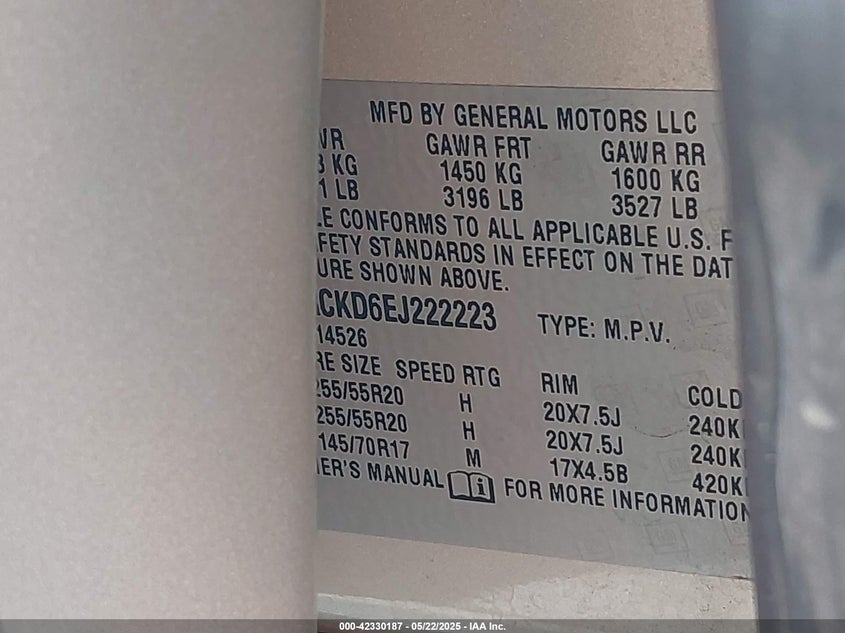 MFD BY GENERAL MOTORS LLC
VR GAWR FRT GAWR RR
KG 1450 KG 1600 KG
1 LB 3196 LB 3527 LB
LE CONFORMS TO ALL APPLICABLE U.S. F
FETY STANDARDS IN EFFECT ON THE DAT
URE SHOWN ABOVE.
CKD6EJ222223 TYPE: M.P.V.
14526
RE SIZE SPEED RTG RIM COLD
255/55R20 H 20X7.5J 240K
255/55R20 H 20X7.5J 240K
145/70R17 M 17X4.5B 420K
ER'S MANUAL FOR MORE INFORMATION
000-42330187 - 05/22/2025 - IAA Inc.